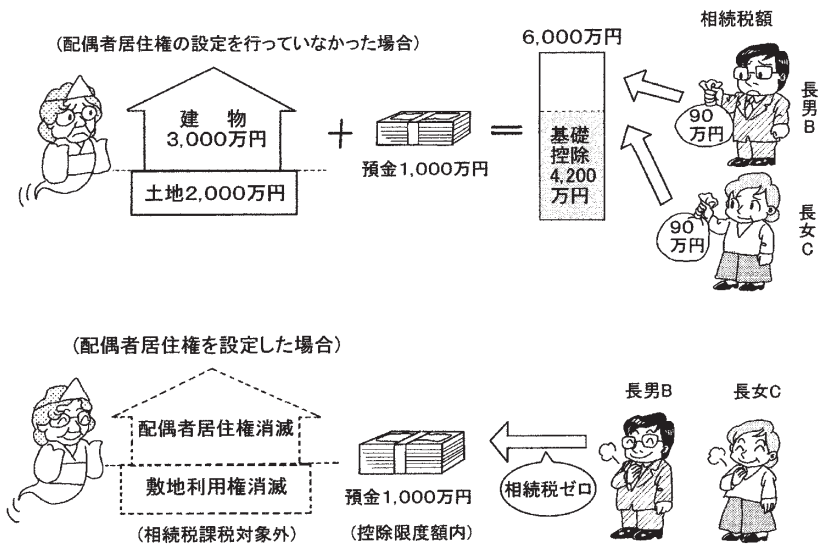 (配偶者居住権の設定を行っていなかった場合)
建 物
3,000万円
土地2,000万円
+
預金1,000万円
=
6,000万円
基礎
控除
4,200
万円
相続税額
90
万円
長男B
90
万円
長女C
(配偶者居住権を設定した場合)
配偶者居住権消滅
敷地利用権消滅
(相続税課税対象外)
預金1,000万円
(控除限度額内)
相続税ゼロ
長男B
長女C